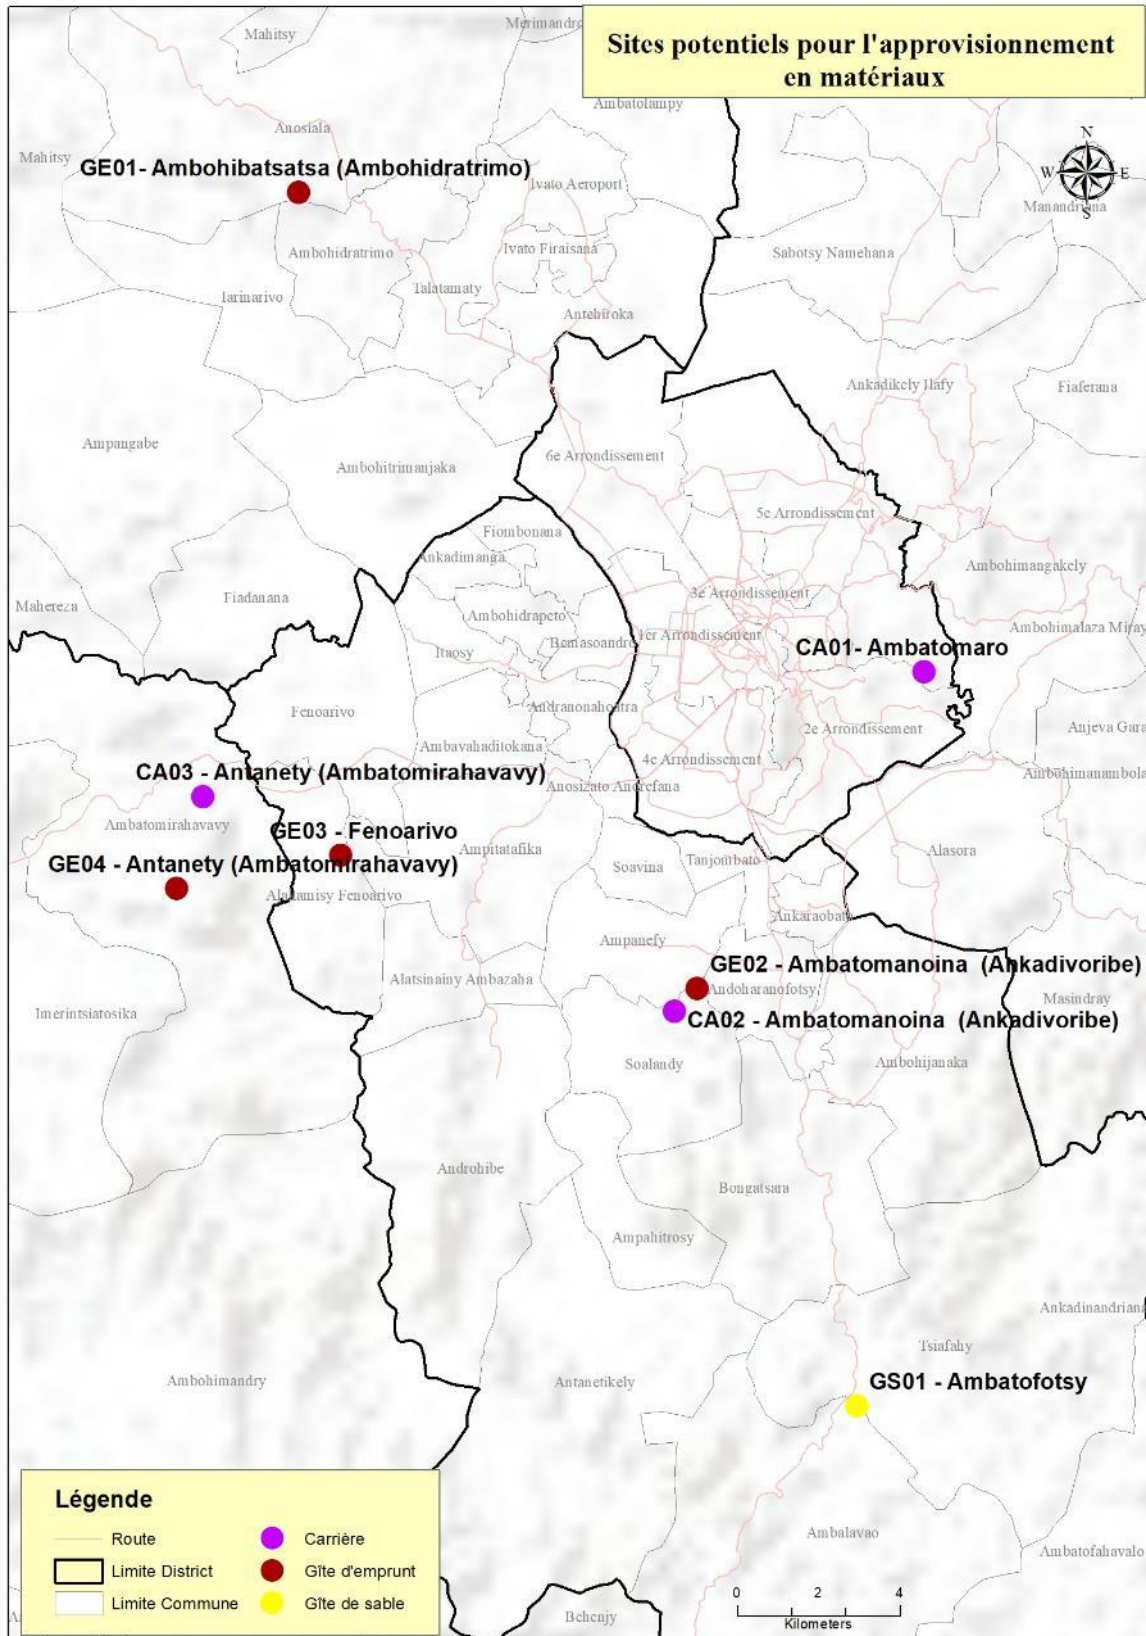 Sites potentiels pour l'approvisionnement
en matériaux
Mahitsy
Ambatolampy
Anosiala
N
W
E
S
Mahitsy
GE01- Ambohibatsatsa (Ambohidratrimo)
Ivato Aeroport
Manandriana
Ambohidratrimo
Ivato Firaisana
Sabotsy Namehana
Iarinarivo
Talatamaty
Antehiroka
Ankadikely Ilafy
Fiaferana
Ampangabe
Ambohitrimanjaka
6e Arrondissement
5e Arrondissement
Fiombonana
Ankadimanga
Ambohimangakely
Mahereza
Fiadanana
Ambohidrapeto
3e Arrondissement
Ambohimalaza Miray
Itaosy
Bemasoandro
1er Arrondissement
CA01- Ambatomaro
Fenoarivo
Andranonahoatra
Ambavahaditokana
2e Arrondissement
Anjeva Gara
4e Arrondissement
CA03 - Antanety (Ambatomirahavavy)
Anosizato Andrefana
Ambohimanambola
Ambatomirahavavy
GE03 - Fenoarivo
Ampitatafika
Alasora
GE04 - Antanety (Ambatomirahavavy)
Soavina
Tanjombato
Alatamisy Fenoarivo
Ankaraobato
Ampanefy
GE02 - Ambatomanoina (Ankadivoribe)
Alatsinainy Ambazaha
Andoharanofotsy
Masindray
Imerintsiatosika
CA02 - Ambatomanoina (Ankadivoribe)
Soalandy
Ambohijanaka
Androhibe
Bongatsara
Ampahitrosy
Ankadinandriana
Tsiafahy
Ambohimandry
Antanetikely
GS01 - Ambatofotsy
Légende
Route
Carrière
Limite District
Gîte d'emprunt
Limite Commune
Gîte de sable
Ambalavao
Ambatofahavalo
Behenjy
0 2 4
Kilometers